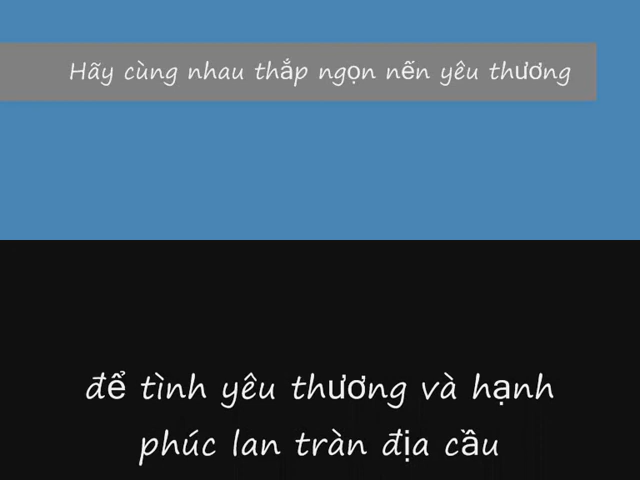 Hãy cùng nhau thắp ngọn nến yêu thương
để tình yêu thương và hạnh
phúc lan tràn địa cầu